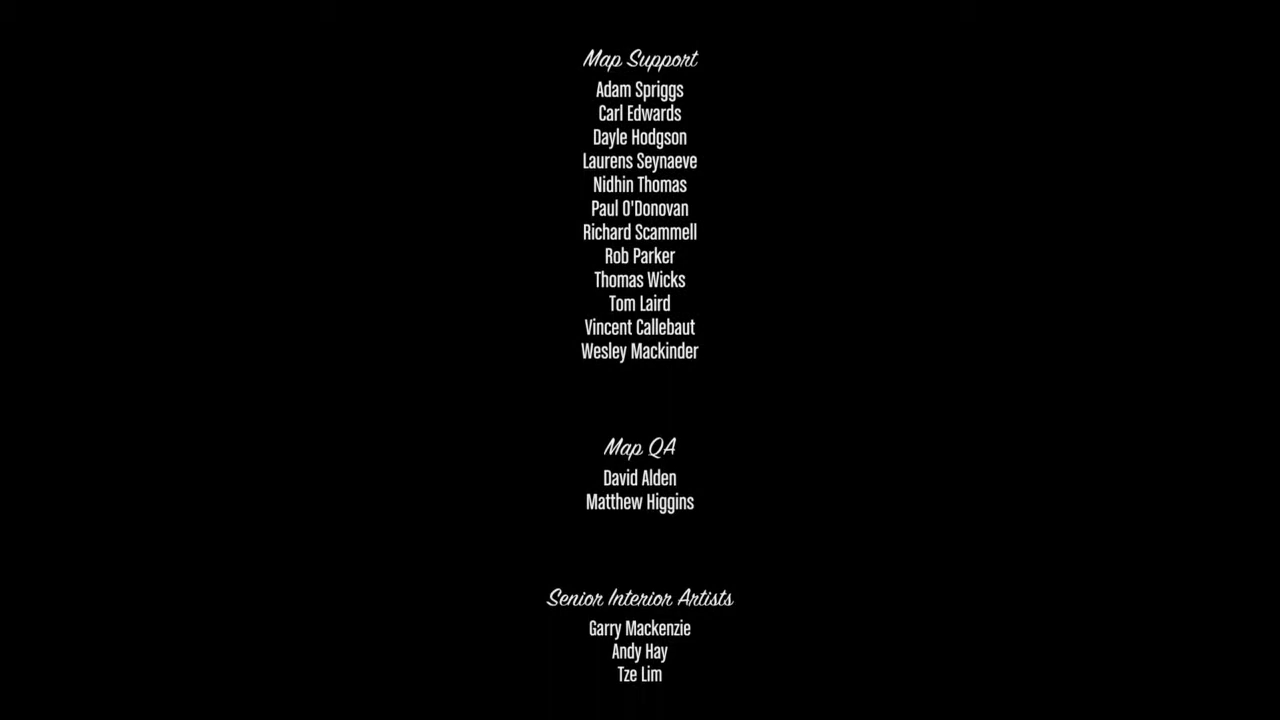 Map Support
Adam Spriggs
Carl Edwards
Dayle Hodgson
Laurens Seynaeve
Nidhin Thomas
Paul O'Donovan
Richard Scammell
Rob Parker
Thomas Wicks
Tom Laird
Vincent Callebaut
Wesley Mackinder
Map QA
David Alden
Matthew Higgins
Senior Interior Artists
Garry Mackenzie
Andy Hay
Tze Lim